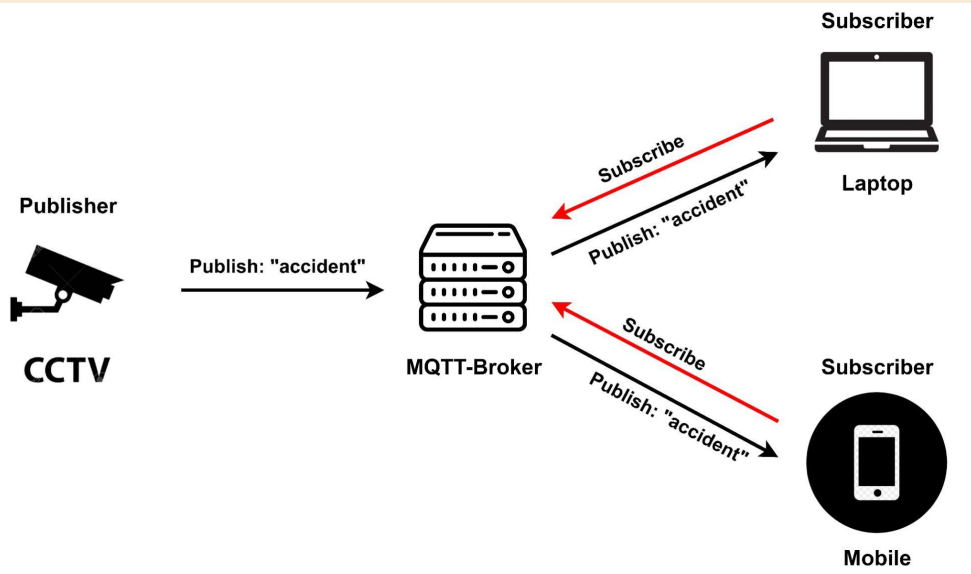 Subscriber
Subscribe
Publish: "accident"
Laptop
Publisher
Publish: "accident"
CCTV
MQTT-Broker
Subscribe
Publish: "accident"
Subscriber
Mobile